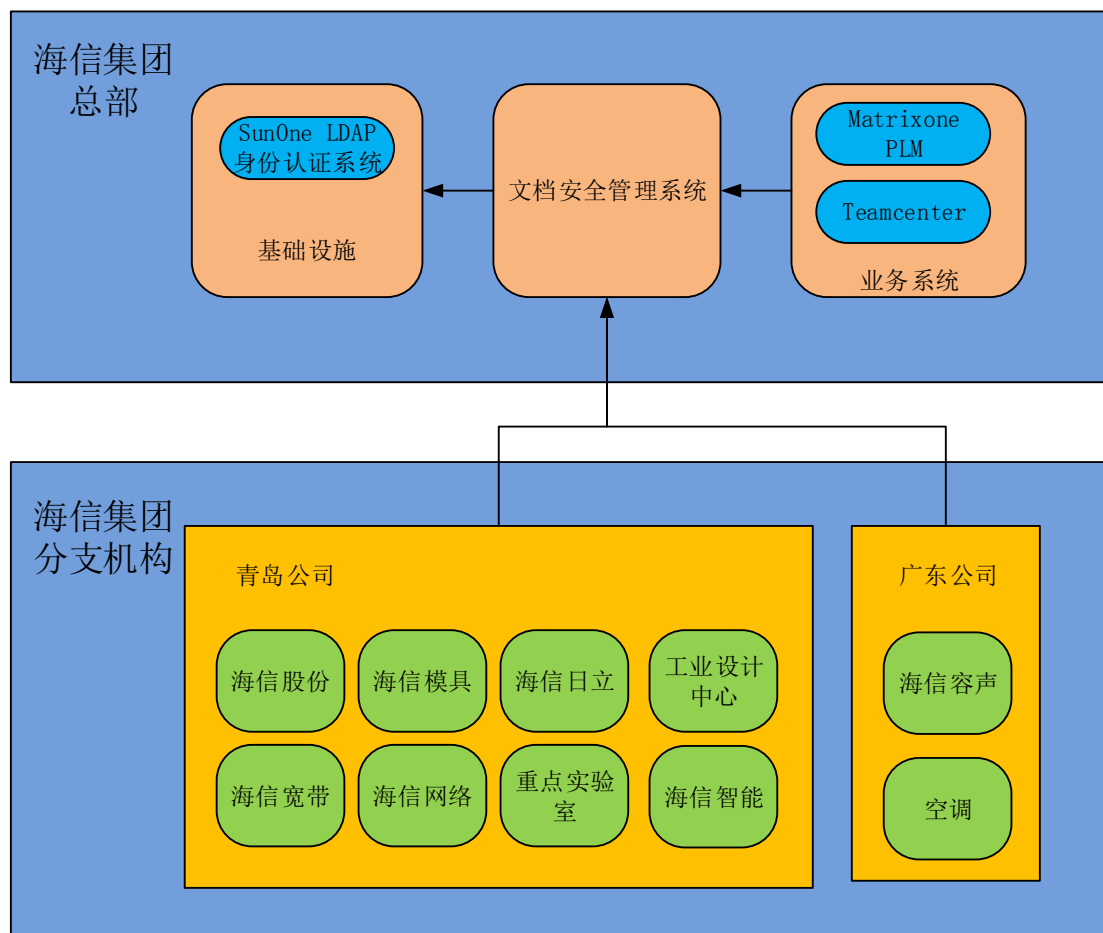 海信集团
总部
SunOne LDAP
身份认证系统
基础设施
文档安全管理系统
Matrixone
PLM
Teamcenter
业务系统
海信集团
分支机构
青岛公司
海信股份
海信模具
海信日立
工业设计
中心
海信宽带
海信网络
重点实验
室
海信智能
广东公司
海信容声
空调